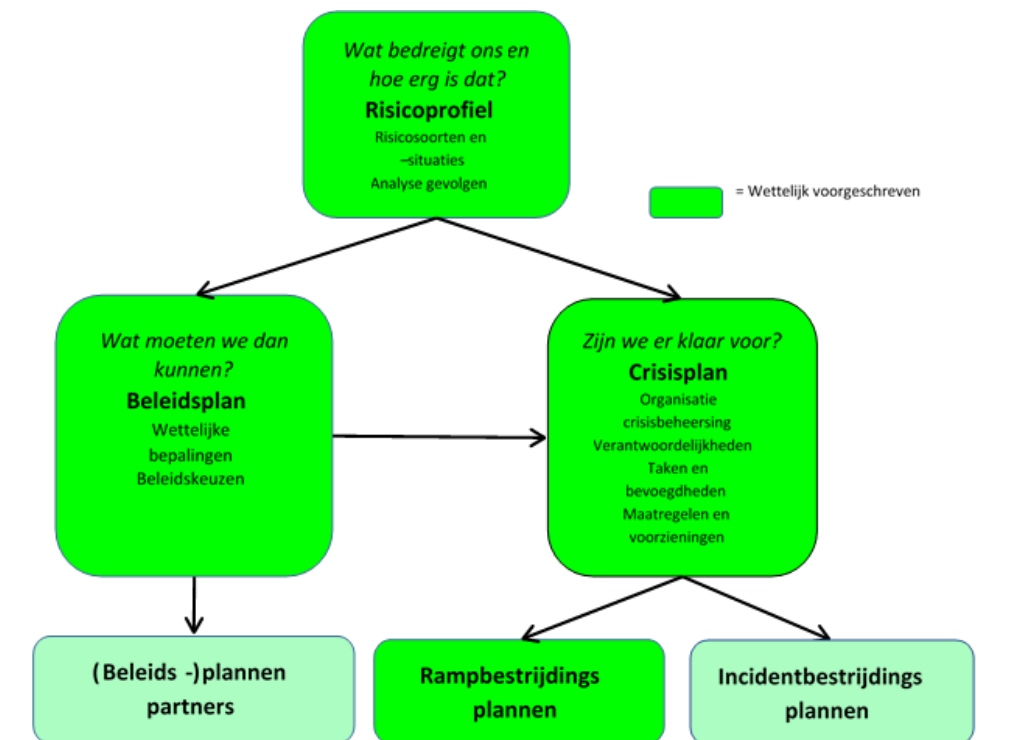 Wat bedreigt ons en
hoe erg is dat?
Risicoprofiel
Risicosoorten en
–situaties
Analyse gevolgen
= Wettelijk voorgeschreven
Wat moeten we dan
kunnen?
Beleidsplan
Wettelijke
bepalingen
Beleidskeuzen
Zijn we er klaar voor?
Crisisplan
Organisatie
crisisbeheersing
Verantwoordelijkheden
Taken en
bevoegdheden
Maatregelen en
voorzieningen
(Beleids -)plannen
partners
Rampbestrijdings
plannen
Incidentbestrijdings
plannen